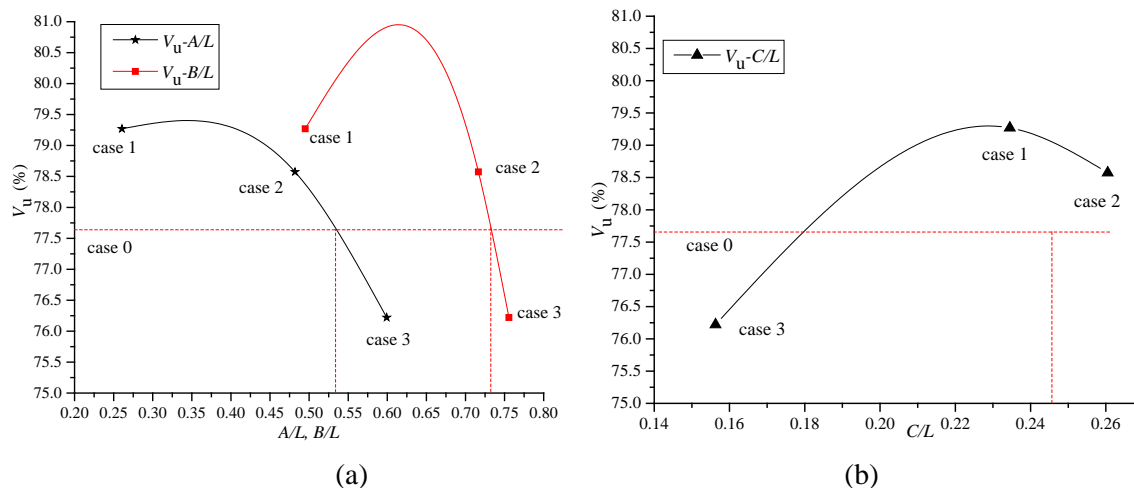 81.0
80.5
80.0
79.5
79.0
78.5
78.0
77.5
77.0
76.5
76.0
75.5
75.0
V_u (%)
V_u-A/L
V_u-B/L
case 1
case 1
case 2
case 2
case 0
case 3
case 3
0.20 0.25 0.30 0.35 0.40 0.45 0.50 0.55 0.60 0.65 0.70 0.75 0.80
A/L, B/L
(a)
81.0
80.5
80.0
79.5
79.0
78.5
78.0
77.5
77.0
76.5
76.0
75.5
75.0
V_u (%)
V_u-C/L
case 1
case 2
case 0
case 3
0.14 0.16 0.18 0.20 0.22 0.24 0.26
C/L
(b)